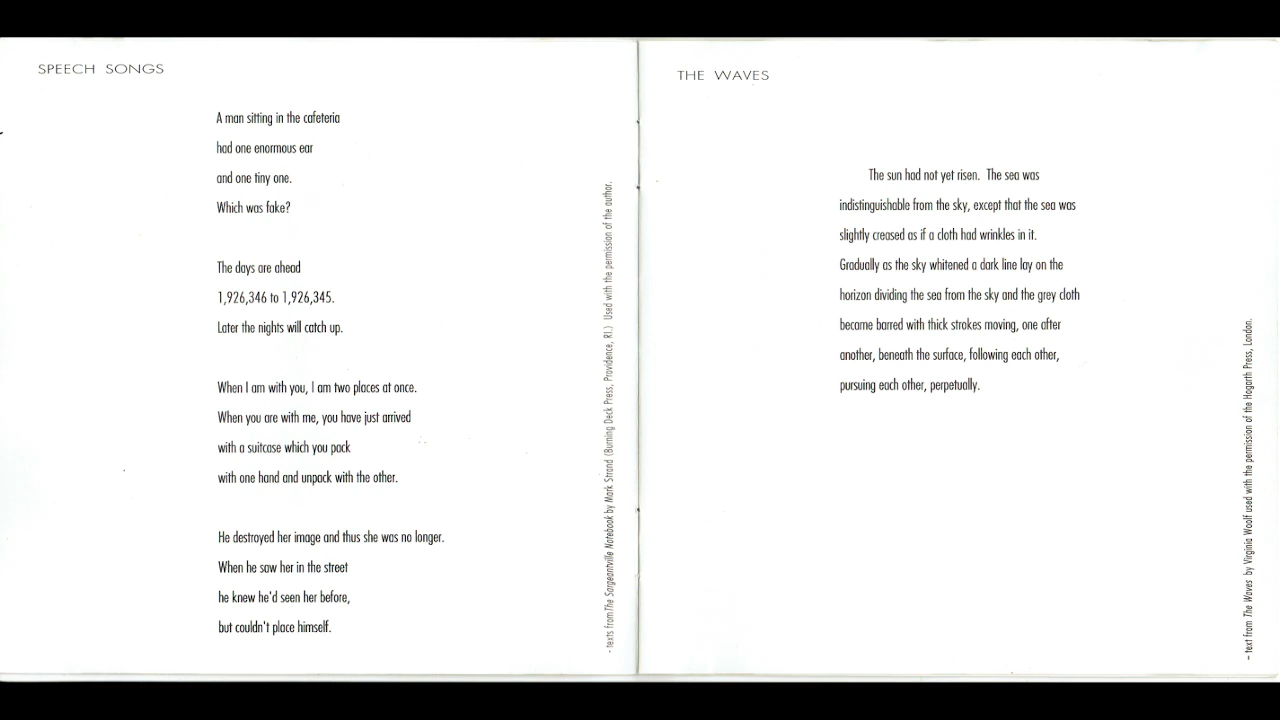 SPEECH SONGS
A man sitting in the cafeteria
had one enormous ear
and one tiny one.
Which was fake?
The days are ahead
1,926,346 to 1,926,345.
Later the nights will catch up.
When I am with you, I am two places at once.
When you are with me, you have just arrived
with a suitcase which you pack
with one hand and unpack with the other.
He destroyed her image and thus she was no longer.
When he saw her in the street
he knew he'd seen her before,
but couldn't place himself.
- texts from The Sargeantville Notebook by Mark Strand (Burning Deck Press, Providence, RI.) Used with the permission of the author.
THE WAVES
The sun had not yet risen. The sea was
indistinguishable from the sky, except that the sea was
slightly creased as if a cloth had wrinkles in it.
Gradually as the sky whitened a dark line lay on the
horizon dividing the sea from the sky and the grey cloth
became barred with thick strokes moving, one after
another, beneath the surface, following each other,
pursuing each other, perpetually.
– text from The Waves by Virginia Woolf used with the permission of the Hogarth Press, London.